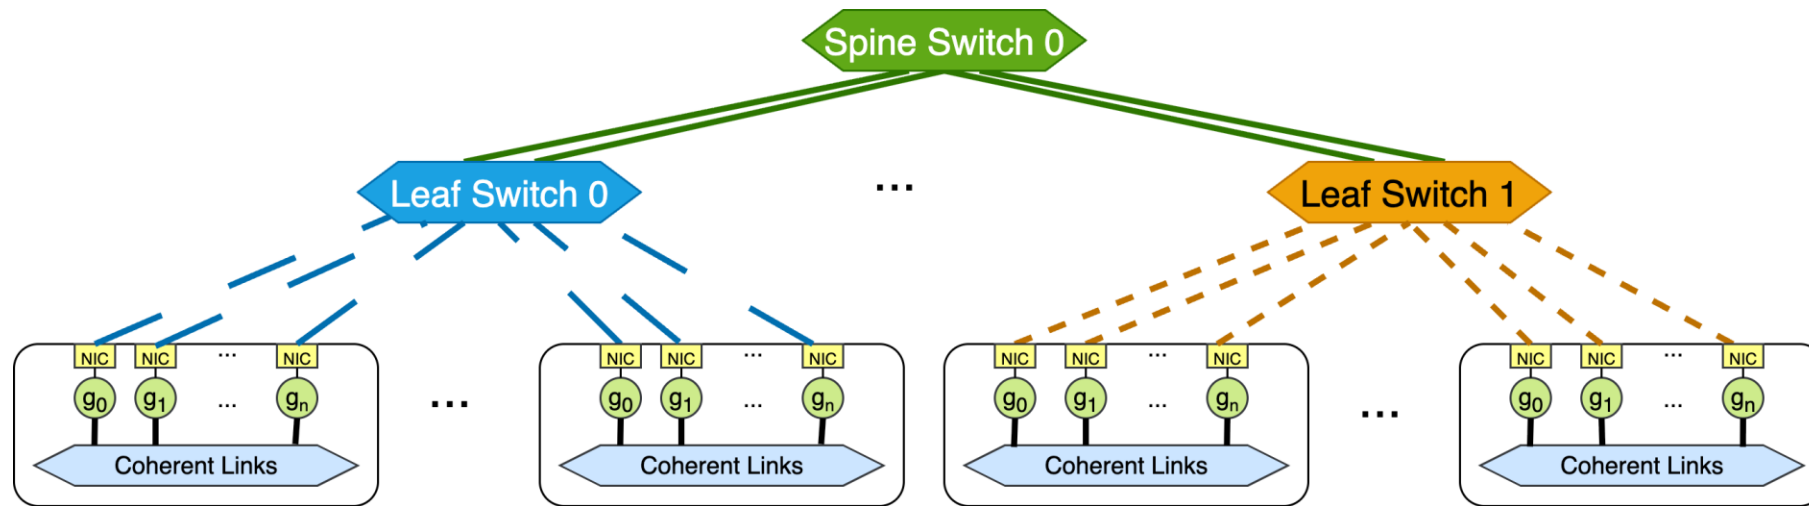 Spine Switch 0
Leaf Switch 0 ... Leaf Switch 1
NIC NIC ... NIC NIC NIC ... NIC NIC NIC ... NIC NIC NIC ... NIC
g0 g1 ... gn ... g0 g1 ... gn g0 g1 ... gn ... g0 g1 ... gn
Coherent Links Coherent Links Coherent Links Coherent Links